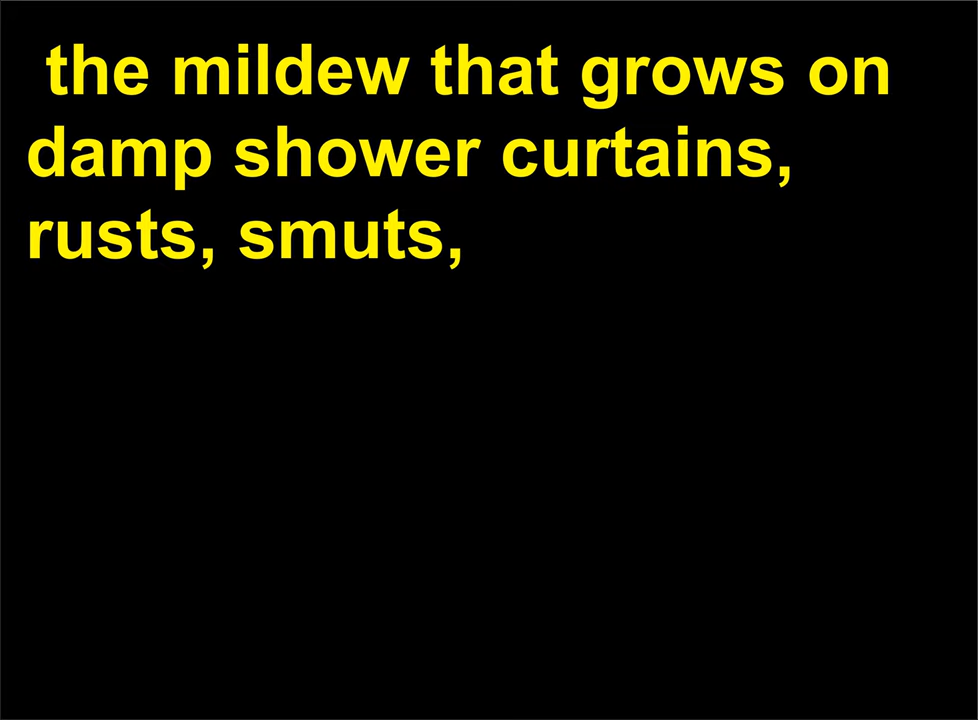 the mildew that grows on
damp shower curtains,
rusts, smuts,